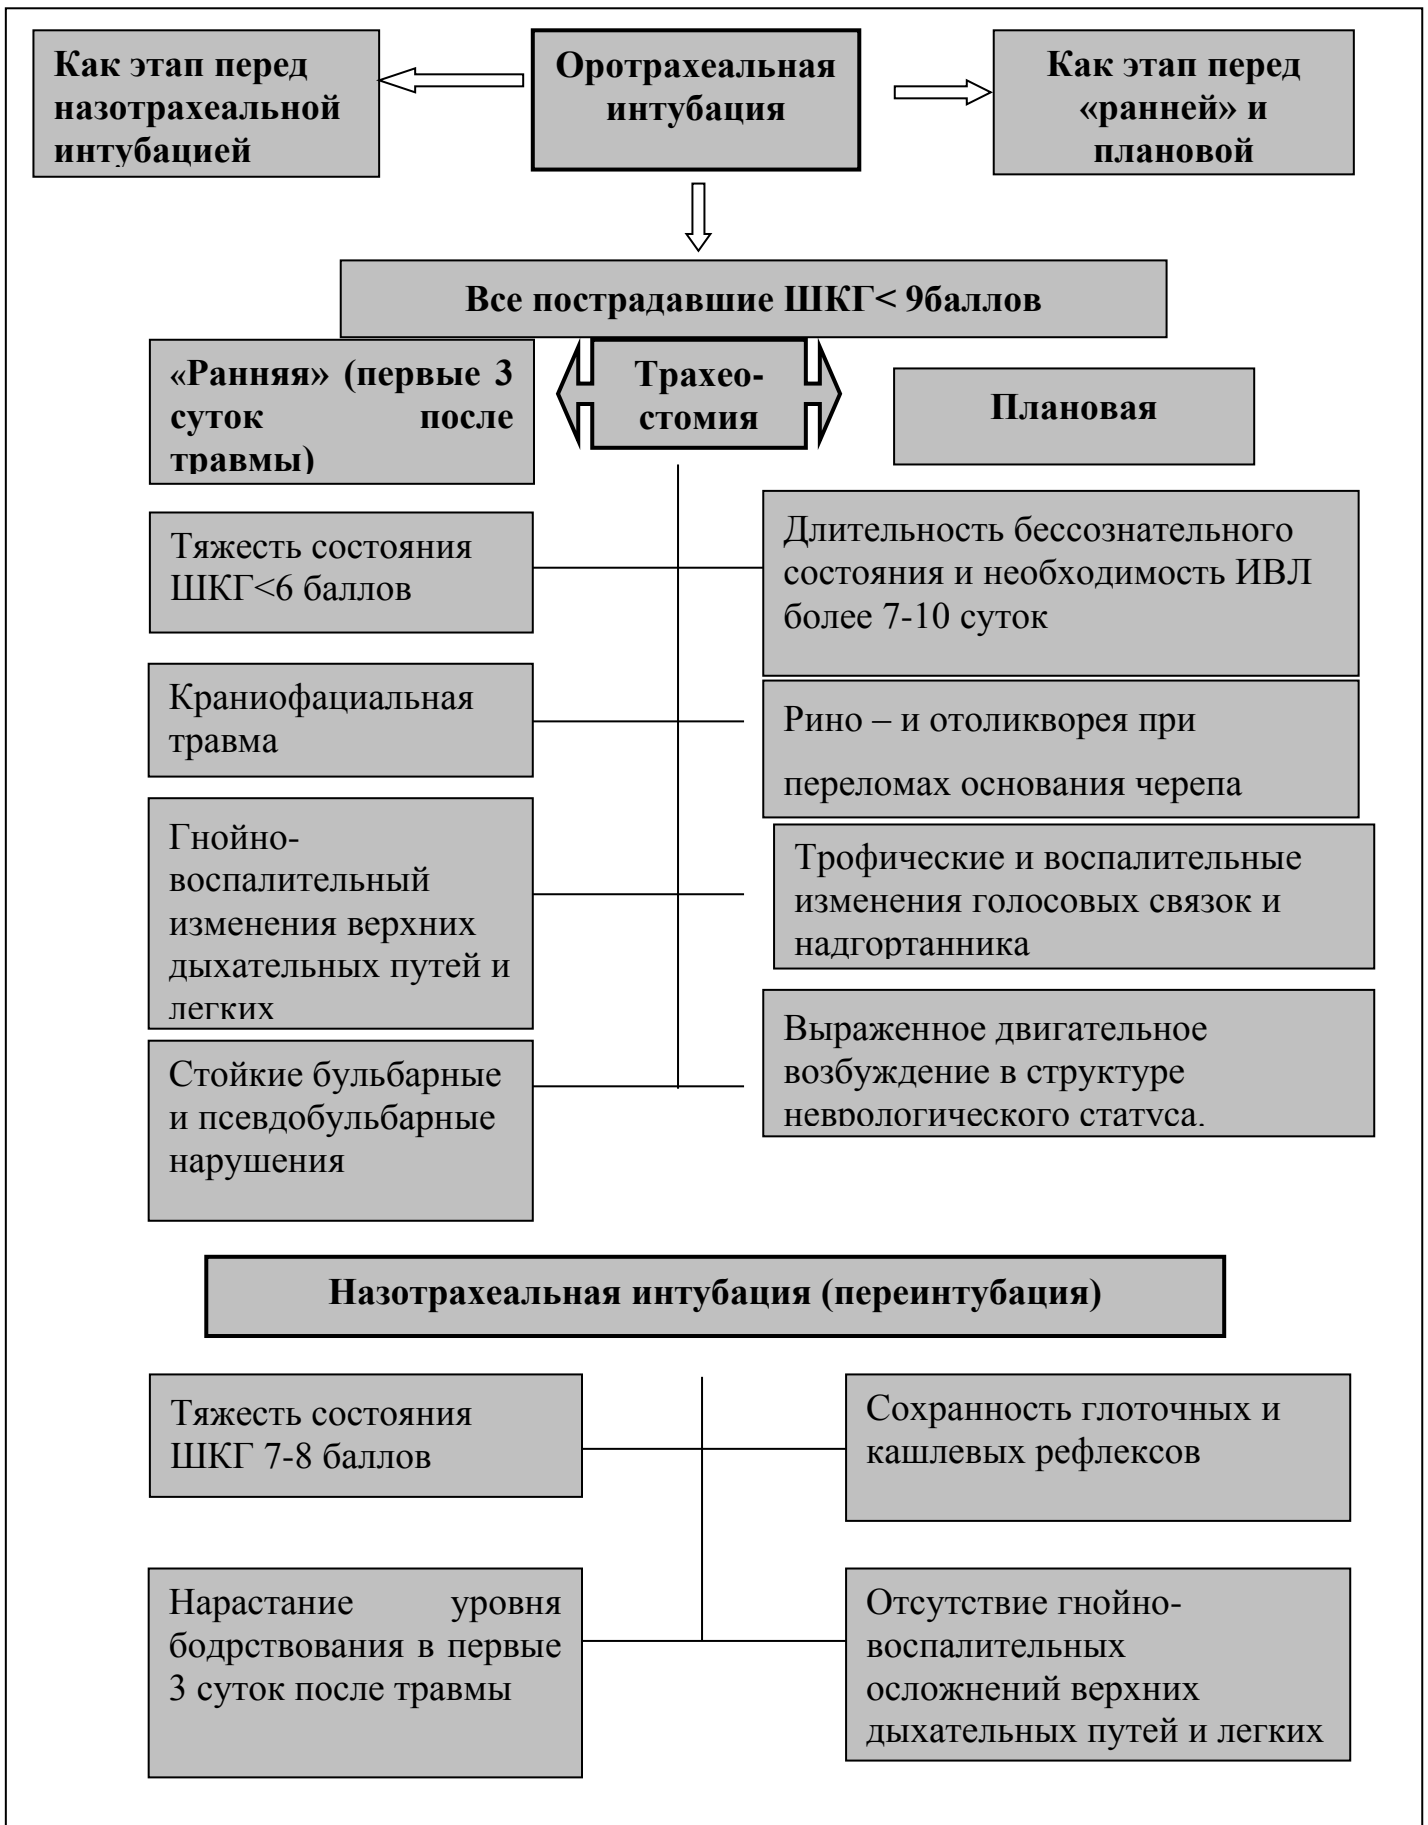 Как этап перед
назотрахеальной
интубацией
Оротрахеальная
интубация
Как этап перед
«ранней» и
плановой
Все пострадавшие ШКГ< 9баллов
«Ранняя» (первые 3
суток после
травмы)
Трахео-
стомия
Плановая
Тяжесть состояния
ШКГ<6 баллов
Длительность бессознательного
состояния и необходимость ИВЛ
более 7-10 суток
Краниофациальная
травма
Рино – и отоликворея при
переломах основания черепа
Гнойно-
воспалительный
изменения верхних
дыхательных путей и
легких
Трофические и воспалительные
изменения голосовых связок и
надгортанника
Стойкие бульбарные
и псевдобульбарные
нарушения
Выраженное двигательное
возбуждение в структуре
неврологического статуса.
Назотрахеальная интубация (переинтубация)
Тяжесть состояния
ШКГ 7-8 баллов
Сохранность глоточных и
кашлевых рефлексов
Нарастание уровня
бодрствования в первые
3 суток после травмы
Отсутствие гнойно-
воспалительных
осложнений верхних
дыхательных путей и легких